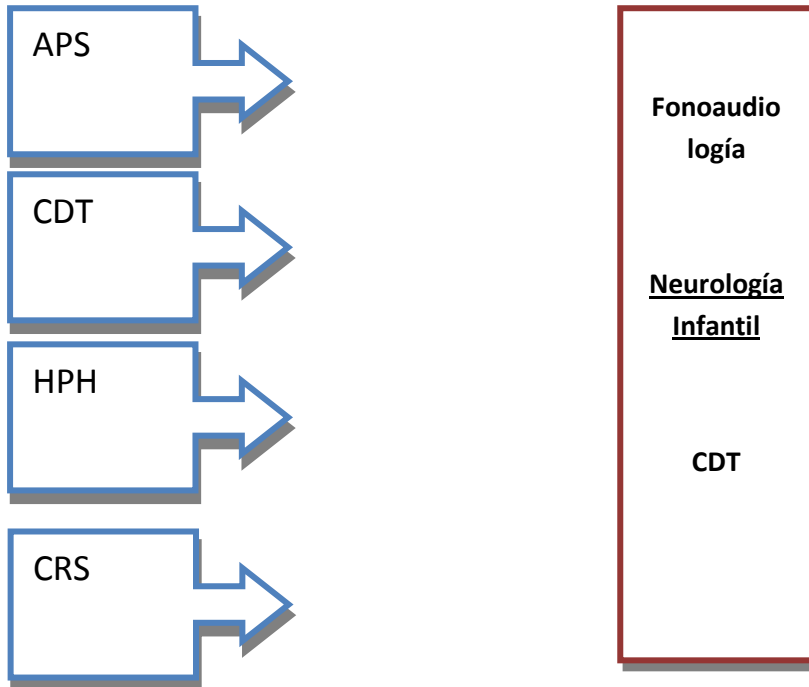 APS
CDT
HPH
CRS
Fonoaudio
logía
Neurología
Infantil
CDT